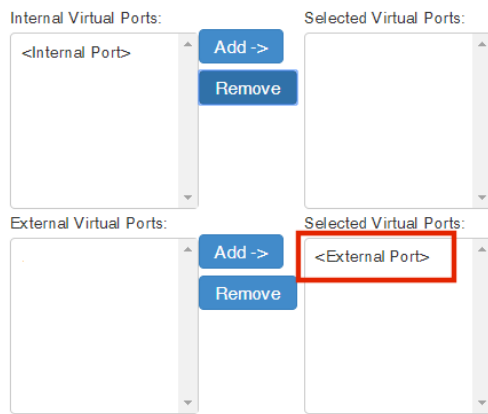 Internal Virtual Ports:
Selected Virtual Ports:
<Internal Port>
Add ->
Remove
External Virtual Ports:
Selected Virtual Ports:
Add ->
<External Port>
Remove